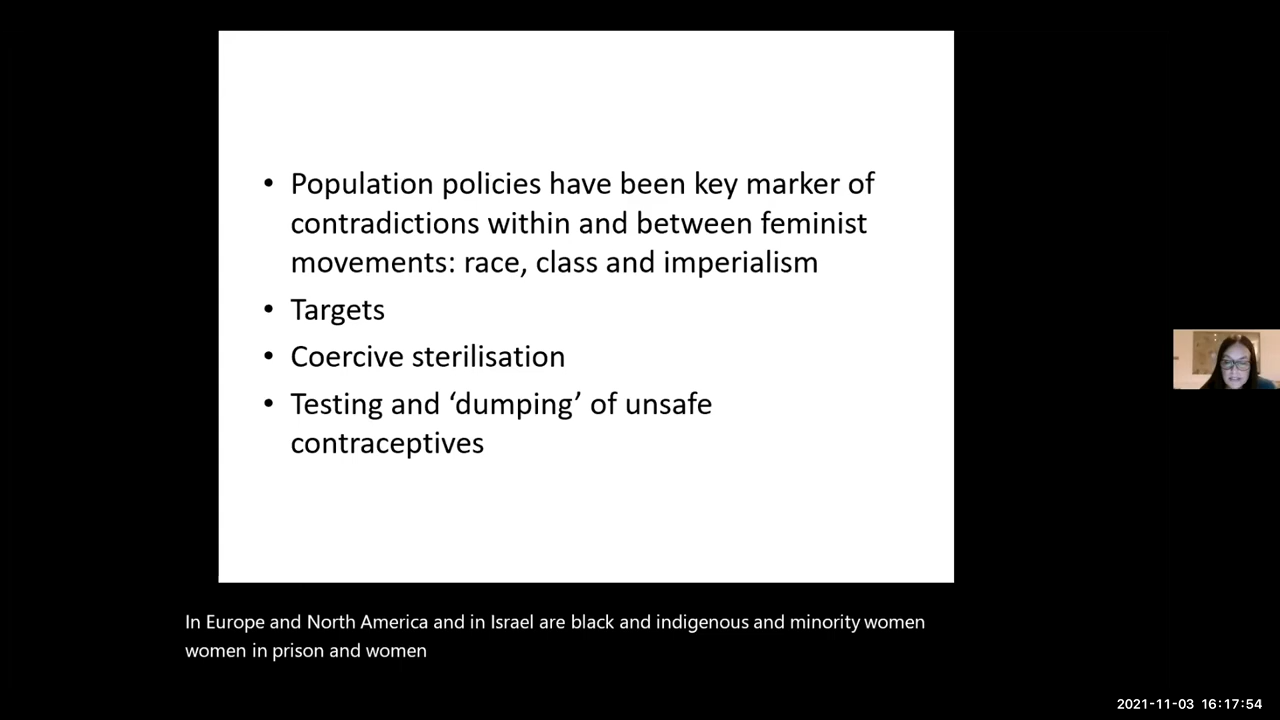 • Population policies have been key marker of
contradictions within and between feminist
movements: race, class and imperialism
• Targets
• Coercive sterilisation
• Testing and ‘dumping’ of unsafe
contraceptives
In Europe and North America and in Israel are black and indigenous and minority women
women in prison and women
2021-11-03 16:17:54